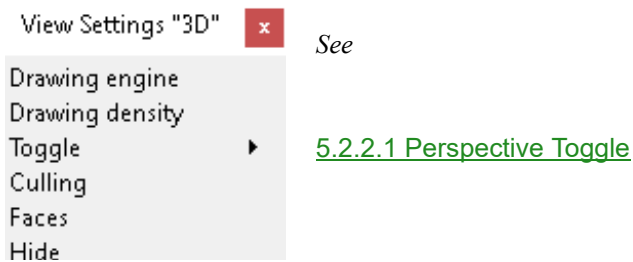 View Settings "3D" x
See
Drawing engine
Drawing density
Toggle
5.2.2.1 Perspective Toggle
Culling
Faces
Hide